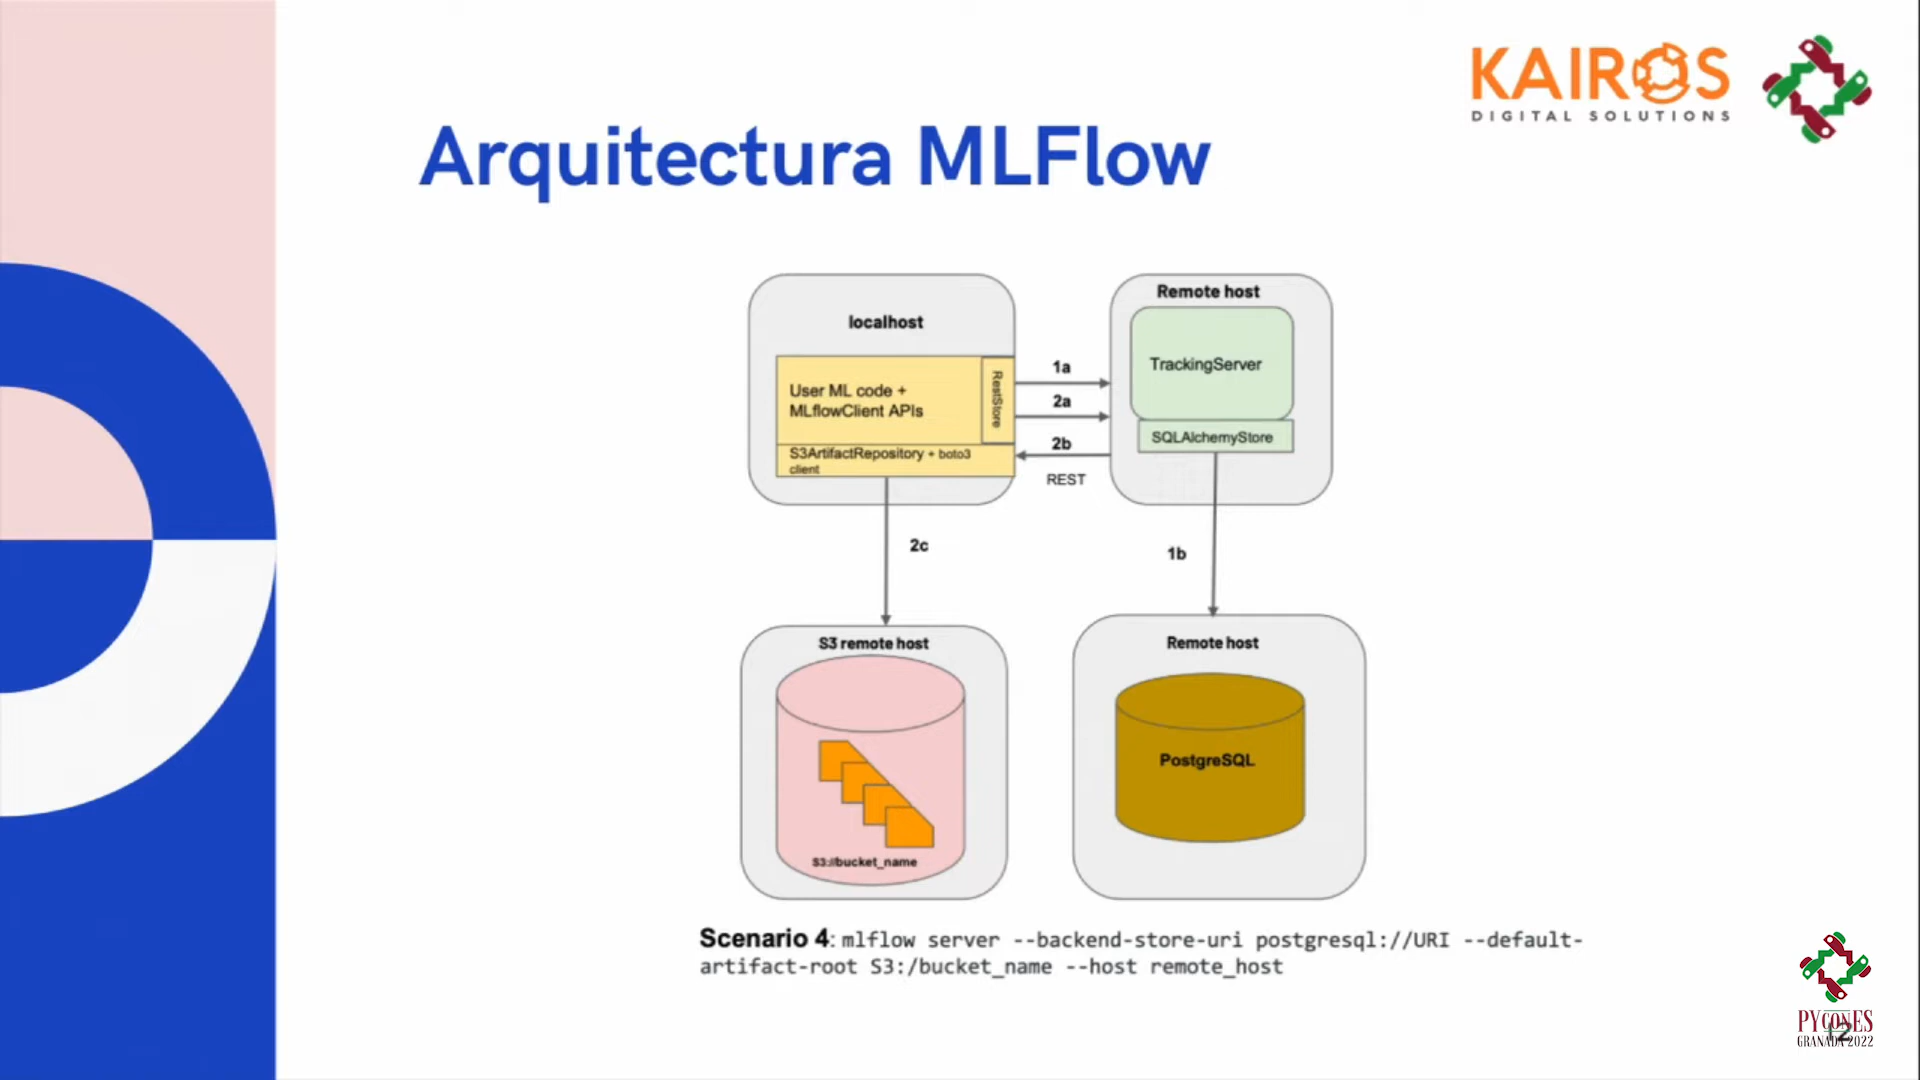 KAIROS
DIGITAL SOLUTIONS
Arquitectura MLFlow
localhost
User ML code +
MLflowClient APIs
RestStore
S3ArtifactRepository + boto3
client
1a
2a
2b
REST
Remote host
TrackingServer
SQLAlchemyStore
2c
1b
S3 remote host
S3://bucket_name
Remote host
PostgreSQL
Scenario 4: mlflow server --backend-store-uri postgresql://URI --default-
artifact-root S3:/bucket_name --host remote_host
PYCONES
GRANADA 2022
12